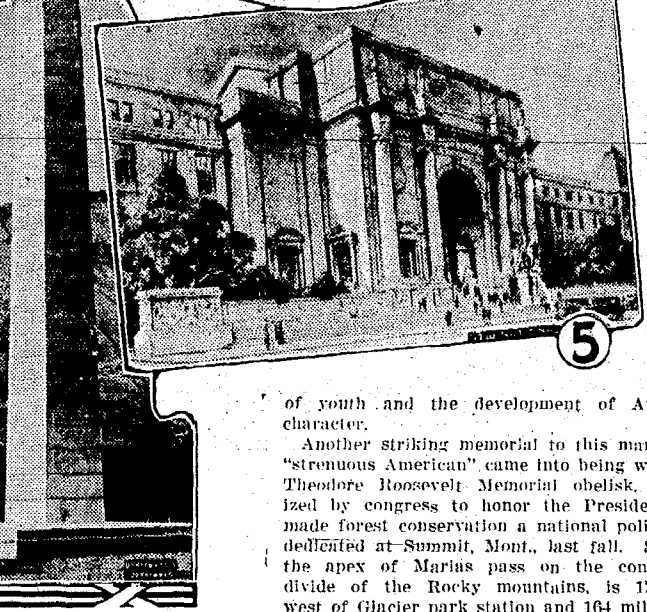 5
of youth and the development of A
character.
Another striking memorial to this mar
"strenuous American" came into being w
Theodore Roosevelt Memorial obelisk,
ized by congress to honor the Preside
made forest conservation a national poli
dedicated at Summit, Mont., last fall. S
the apex of Marias pass on the con
divide of the Rocky mountains, is 1
west of Glacier park station and 164 mil